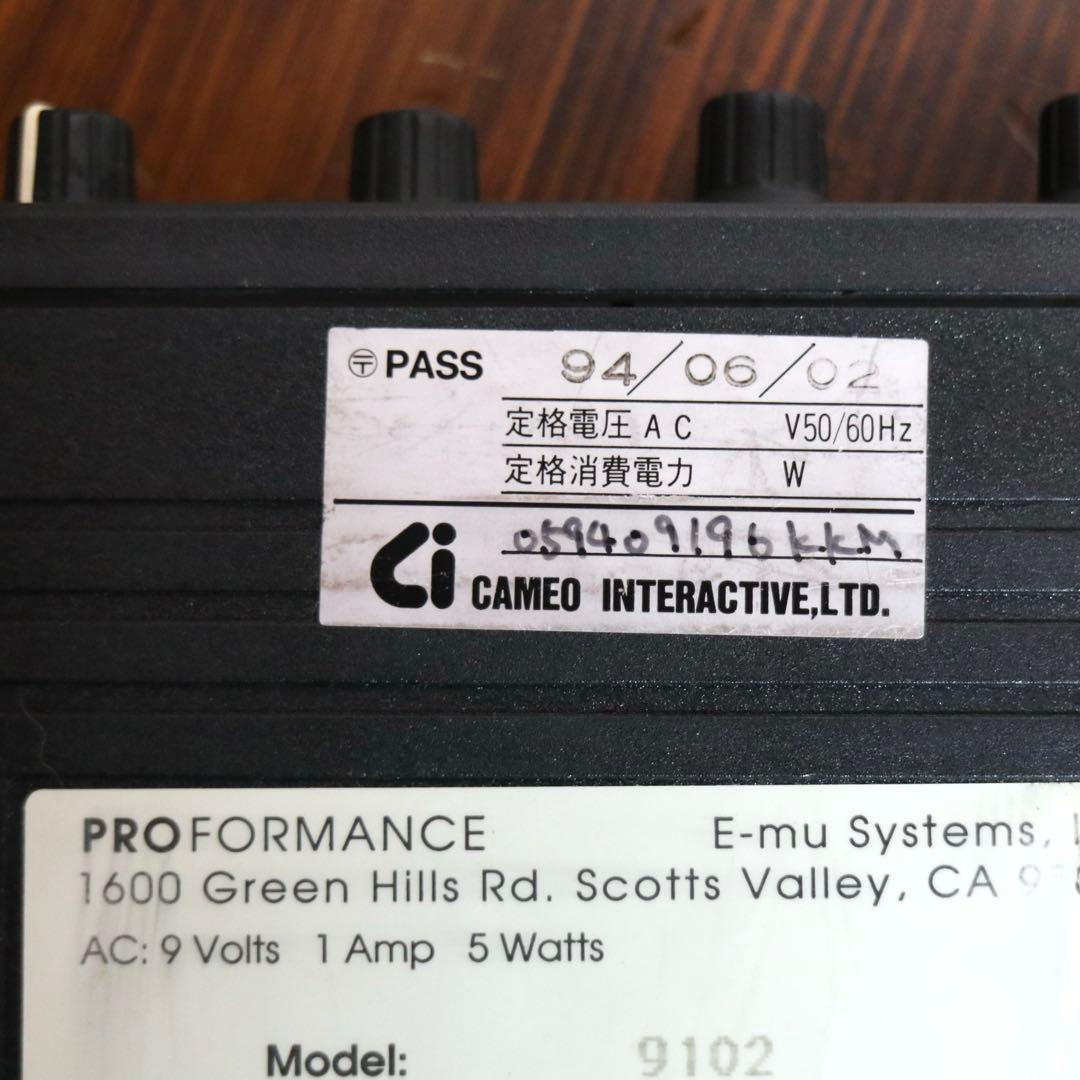 〶 PASS 94/06/02
定格電圧 AC V50/60Hz
定格消費電力 W
059409196KKM
Ci CAMEO INTERACTIVE,LTD.
PROFORMANCE E-mu Systems,
1600 Green Hills Rd. Scotts Valley, CA
AC: 9 Volts 1 Amp 5 Watts
Model: 9102